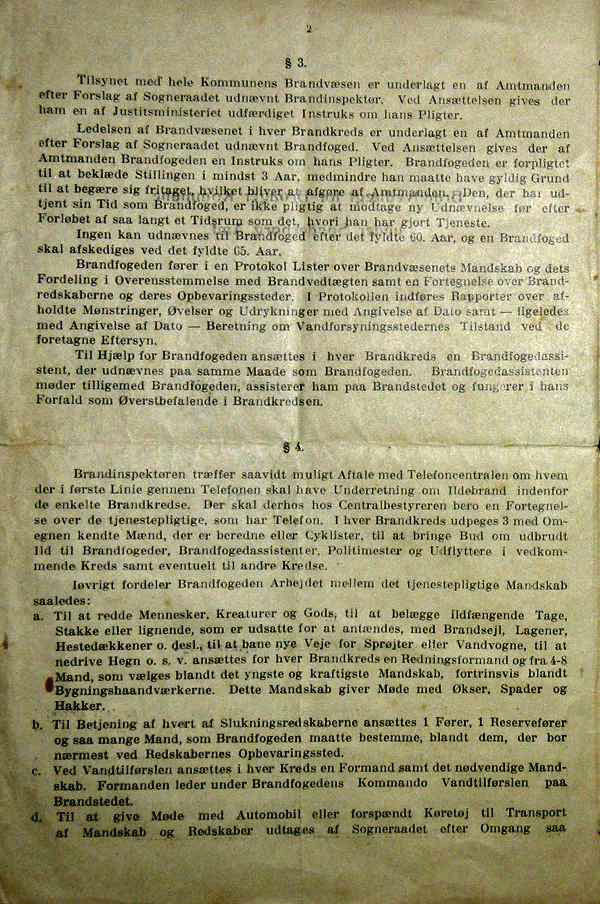 2
§ 3.
Tilsynet med hele Kommunens Brandvæsen er underlagt en af Amtmanden
efter Forslag af Sogneraadet udnævnt Brandinspektør. Ved Ansættelsen gives der
ham en af Justitsministeriet udfærdiget Instruks om hans Pligter.
Ledelsen af Brandvæsenet i hver Brandkreds er underlagt en af Amtmanden
efter Forslag af Sogneraadet udnævnt Brandfoged. Ved Ansættelsen gives der af
Amtmanden Brandfogeden en Instruks om hans Pligter. Brandfogeden er forpligtet
til at beklæde Stillingen i mindst 3 Aar, medmindre han maatte have gyldig Grund
til at begære sig fritaget, hvilket bliver at afgøre af Amtmanden. Den, der har ud-
tjent sin Tid som Brandfoged, er ikke pligtig at modtage ny Udnævnelse før efter
Forløbet af saa langt et Tidsrum som det, hvori han har gjort Tjeneste.
Ingen kan udnævnes til Brandfoged efter det fyldte 60. Aar, og en Brandfoged
skal afskediges ved det fyldte 65. Aar.
Brandfogeden fører i en Protokol Lister over Brandvæsenets Mandskab og dets
Fordeling i Overensstemmelse med Brandvedtægten samt en Fortegnelse over Brand-
redskaberne og deres Opbevaringssteder. I Protokollen indføres Rapporter over af-
holdte Mønstringer, Øvelser og Udrykninger med Angivelse af Dato samt — ligeledes
med Angivelse af Dato — Beretning om Vandforsyningsstedernes Tilstand ved de
foretagne Eftersyn.
Til Hjælp for Brandfogeden ansættes i hver Brandkreds en Brandfogedassi-
stent, der udnævnes paa samme Maade som Brandfogeden. Brandfogedassistenten
møder tilligemed Brandfogeden, assisterer ham paa Brandstedet og fungerer i hans
Forfald som Øverstbefalende i Brandkredsen.
§ 4.
Brandinspektøren træffer saavidt muligt Aftale med Telefoncentralen om hvem
der i første Linie gennem Telefonen skal have Underretning om Ildebrand indenfor
de enkelte Brandkredse. Der skal derhos hos Centralbestyreren bero en Fortegnel-
se over de tjenestepligtige, som har Telefon. I hver Brandkreds udpeges 3 med Om-
egnen kendte Mænd, der er beredne eller Cyklister, til at bringe Bud om udbrudt
Ild til Brandfogeder, Brandfogedassistenter, Politimester og Udflyttere i vedkom-
mende Kreds samt eventuelt til andre Kredse.
Iøvrigt fordeler Brandfogeden Arbejdet mellem det tjenestepligtige Mandskab
saaledes:
a. Til at redde Mennesker, Kreaturer og Gods, til at belægge ildfængende Tage,
Stakke eller lignende, som er udsatte for at antændes, med Brandsejl, Lagener,
Hestedækkener o. desl., til at bane nye Veje for Sprøjter eller Vandvogne, til at
nedrive Hegn o. s. v. ansættes for hver Brandkreds en Redningsformand og fra 4-8
Mand, som vælges blandt det yngste og kraftigste Mandskab, fortrinsvis blandt
Bygningshaandværkerne. Dette Mandskab giver Møde med Økser, Spader og
Hakker.
b. Til Betjening af hvert af Slukningsredskaberne ansættes 1 Fører, 1 Reservefører
og saa mange Mand, som Brandfogeden maatte bestemme, blandt dem, der bor
nærmest ved Redskabernes Opbevaringssted.
c. Ved Vandtilførslen ansættes i hver Kreds en Formand samt det nødvendige Mand-
skab. Formanden leder under Brandfogedens Kommando Vandtilførslen paa
Brandstedet.
d. Til at give Møde med Automobil eller forspændt Køretøj til Transport
af Mandskab og Redskaber udtages af Sogneraadet efter Omgang saa